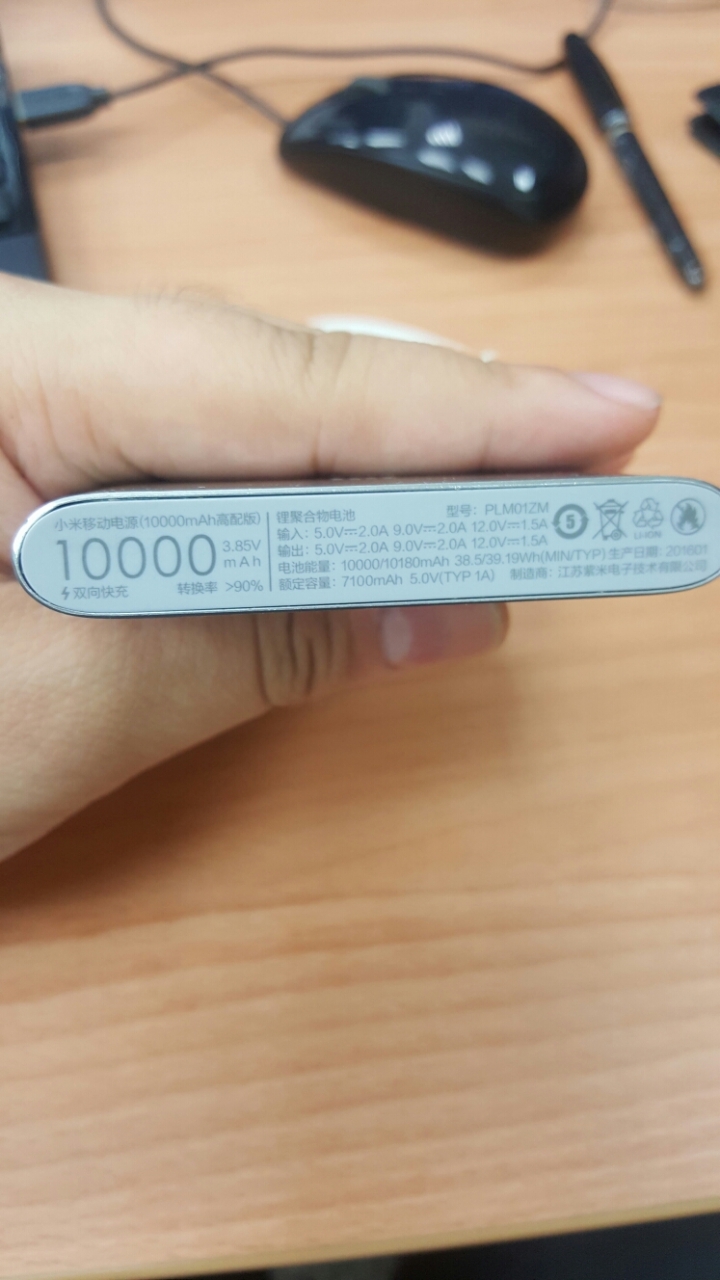 小米移动电源(10000mAh高配版)
10000 3.85V
mAh
双向快充 转换率 >90%
锂聚合物电池 型号: PLM01ZM
输入: 5.0V⎓2.0A 9.0V⎓2.0A 12.0V⎓1.5A
输出: 5.0V⎓2.0A 9.0V⎓2.0A 12.0V⎓1.5A
电池能量: 10000/10180mAh 38.5/39.19Wh(MIN/TYP) 生产日期: 201601
额定容量: 7100mAh 5.0V(TYP 1A) 制造商: 江苏紫米电子技术有限公司
5
LI-ION